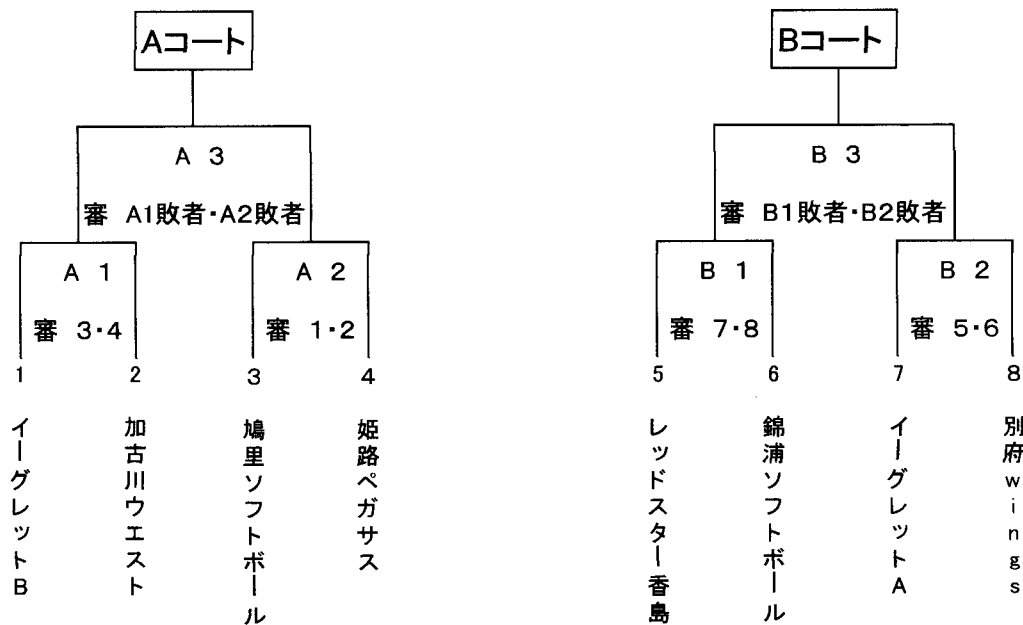 Aコート
Bコート
A 3
B 3
審 A1敗者・A2敗者
審 B1敗者・B2敗者
A 1
A 2
B 1
B 2
審 3・4
審 1・2
審 7・8
審 5・6
1
2
3
4
5
6
7
8
イーグレットB
加古川ウエスト
鳩里ソフトボール
姫路ペガサス
レッドスター香島
錦浦ソフトボール
イーグレットA
別府wings